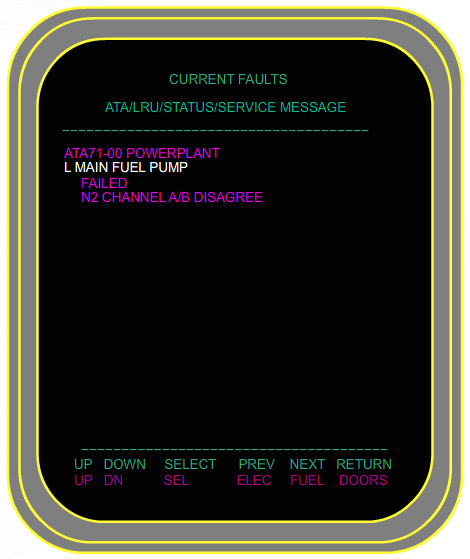 CURRENT FAULTS
ATA/LRU/STATUS/SERVICE MESSAGE
ATA71-00 POWERPLANT
L MAIN FUEL PUMP
FAILED
N2 CHANNEL A/B DISAGREE
UP DOWN SELECT PREV NEXT RETURN
UP DN SEL ELEC FUEL DOORS